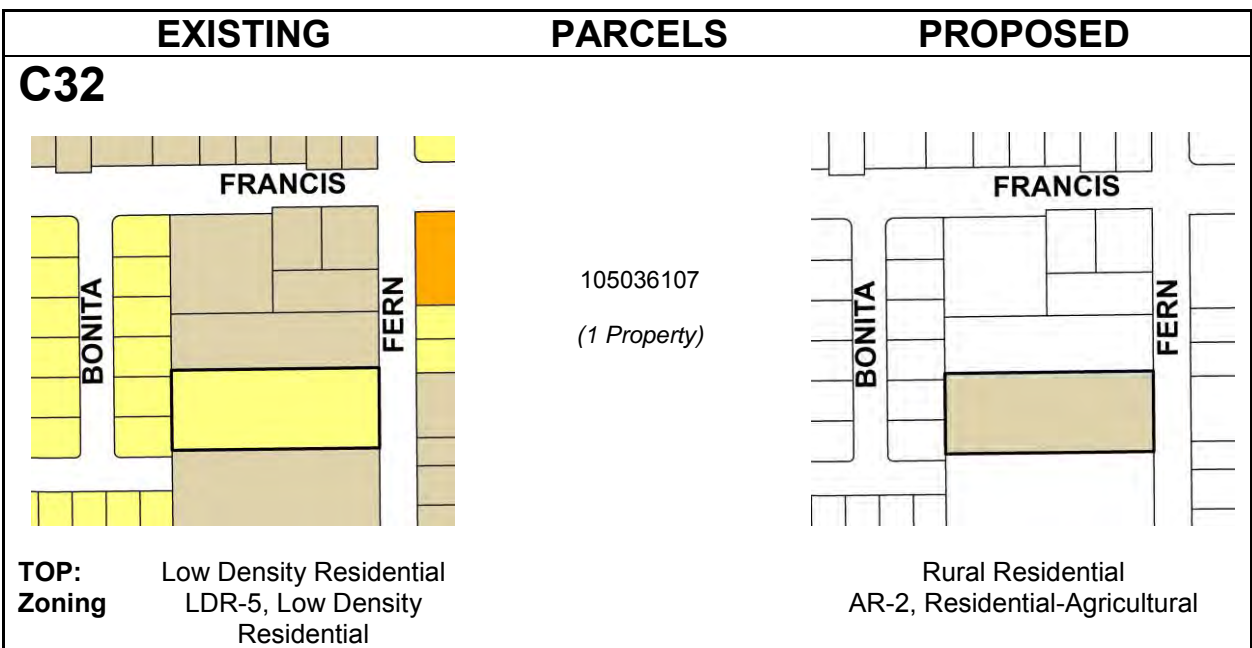 EXISTING PARCELS PROPOSED
C32
FRANCIS
BONITA
FERN
105036107
(1 Property)
FRANCIS
BONITA
FERN
TOP: Low Density Residential Rural Residential
Zoning LDR-5, Low Density AR-2, Residential-Agricultural
Residential